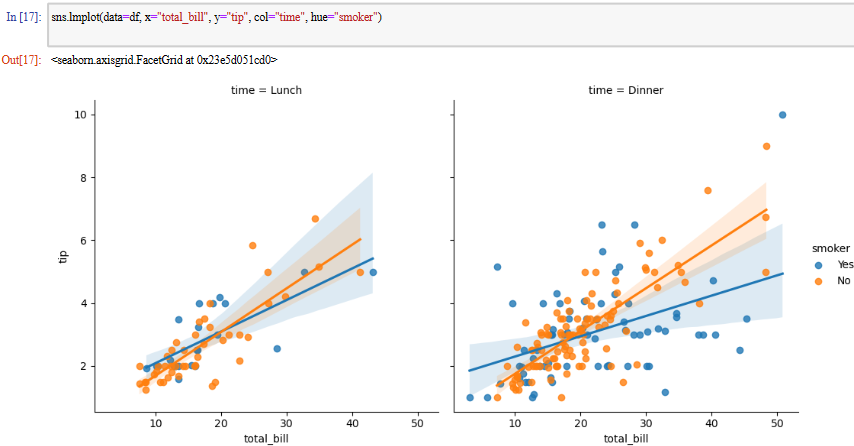 In [17]: sns.lmplot(data=df, x="total_bill", y="tip", col="time", hue="smoker")
Out[17]: <seaborn.axisgrid.FacetGrid at 0x23e5d051cd0>
time = Lunch
time = Dinner
10
8
6
4
2
tip
smoker
Yes
No
10 20 30 40 50
10 20 30 40 50
total_bill
total_bill